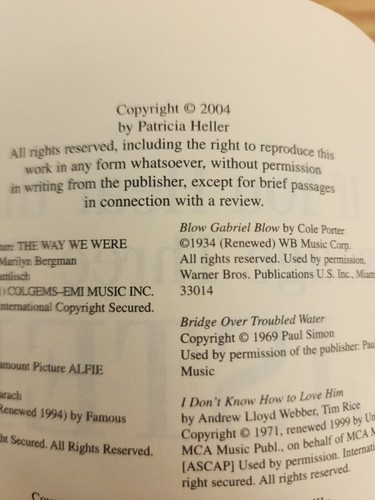 Copyright © 2004
by Patricia Heller
All rights reserved, including the right to reproduce this
work in any form whatsoever, without permission
in writing from the publisher, except for brief passages
in connection with a review.
THE WAY WE WERE
Marilyn Bergman
COLGEMS-EMI MUSIC INC.
International Copyright Secured.
Picture ALFIE
Renewed 1994) by Famous
Secured. All Rights Reserved.
Blow Gabriel Blow by Cole Porter
©1934 (Renewed) WB Music Corp.
All rights reserved. Used by permission.
Warner Bros. Publications U.S. Inc.,
33014
Bridge Over Troubled Water
Copyright © 1969 Paul Simon
Used by permission of the publisher:
Music
I Don't Know How to Love Him
by Andrew Lloyd Webber, Tim Rice
Copyright © 1971, renewed 1999 by
MCA Music Publ., on behalf of MCA
[ASCAP] Used by permission.
right secured. All rights reserved.